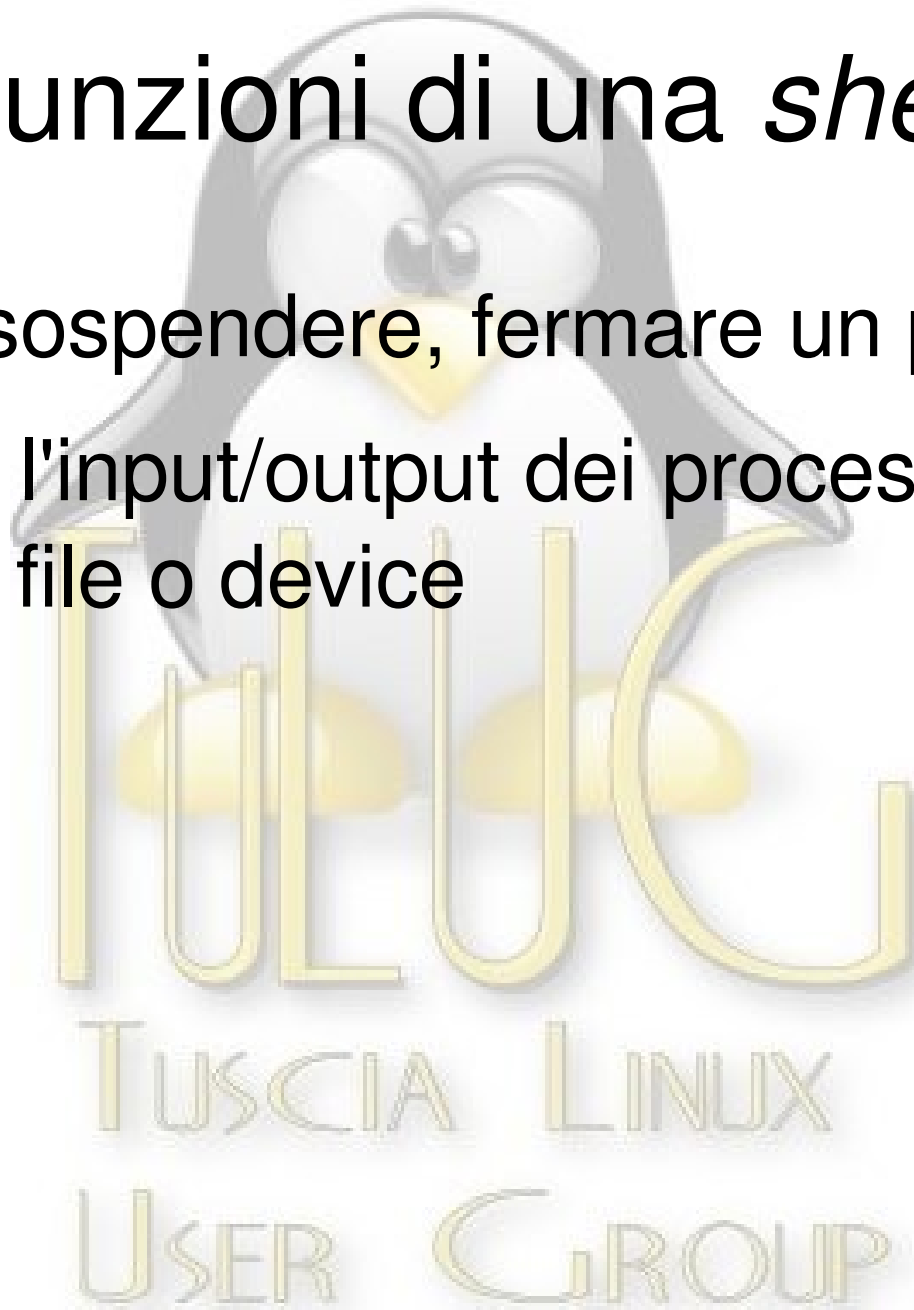 unzioni di una she
sospendere, fermare un p
l'input/output dei proces
file o device
TuLUG
TUSCIA LINUX
USER GROUP